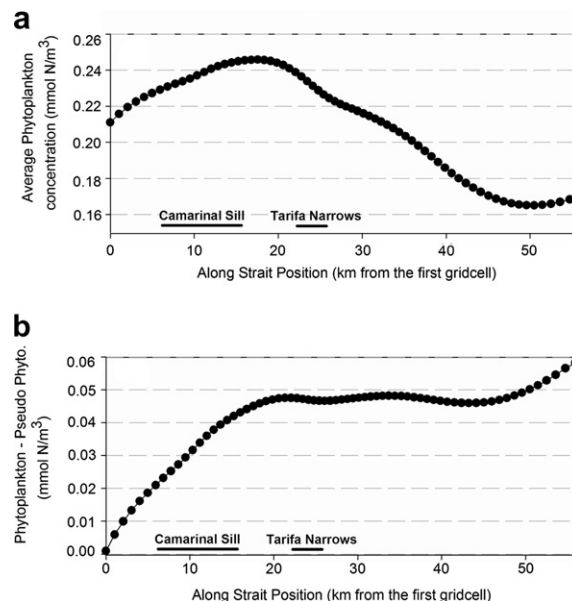 a
Average Phytoplankton
concentration (mmol N/m³)
0.26
0.24
0.22
0.20
0.18
0.16
Camarinal Sill Tarifa Narrows
0 10 20 30 40 50
Along Strait Position (km from the first gridcell)
b
Phytoplankton - Pseudo Phyto.
(mmol N/m³)
0.06
0.05
0.04
0.03
0.02
0.01
0.00
Camarinal Sill Tarifa Narrows
0 10 20 30 40 50
Along Strait Position (km from the first gridcell)